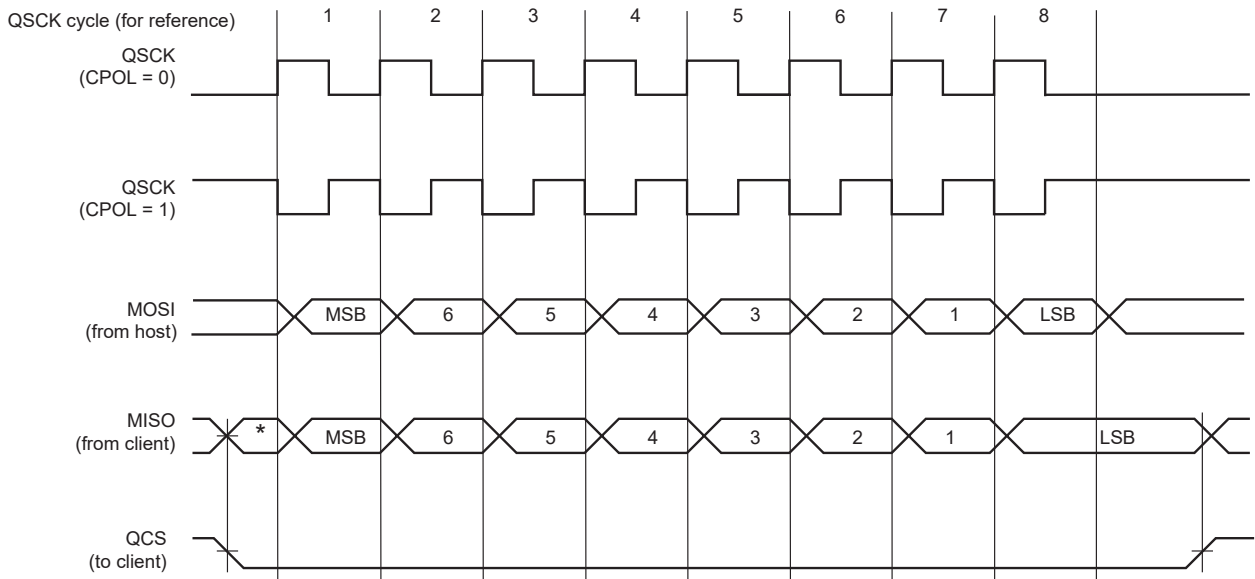 QSCK cycle (for reference)
1 2 3 4 5 6 7 8
QSCK
(CPOL = 0)
QSCK
(CPOL = 1)
MOSI
(from host)
MSB 6 5 4 3 2 1 LSB
MISO
(from client)
* MSB 6 5 4 3 2 1 LSB
QCS
(to client)